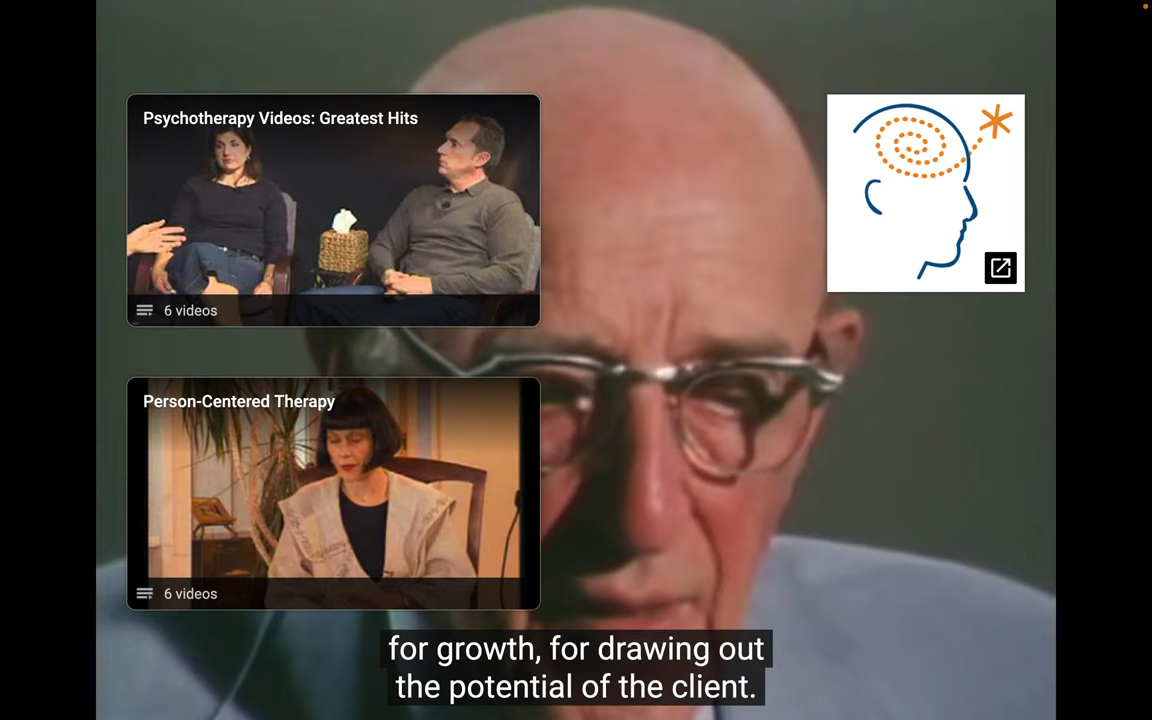 Psychotherapy Videos: Greatest Hits
6 videos
Person-Centered Therapy
6 videos
for growth, for drawing out
the potential of the client.